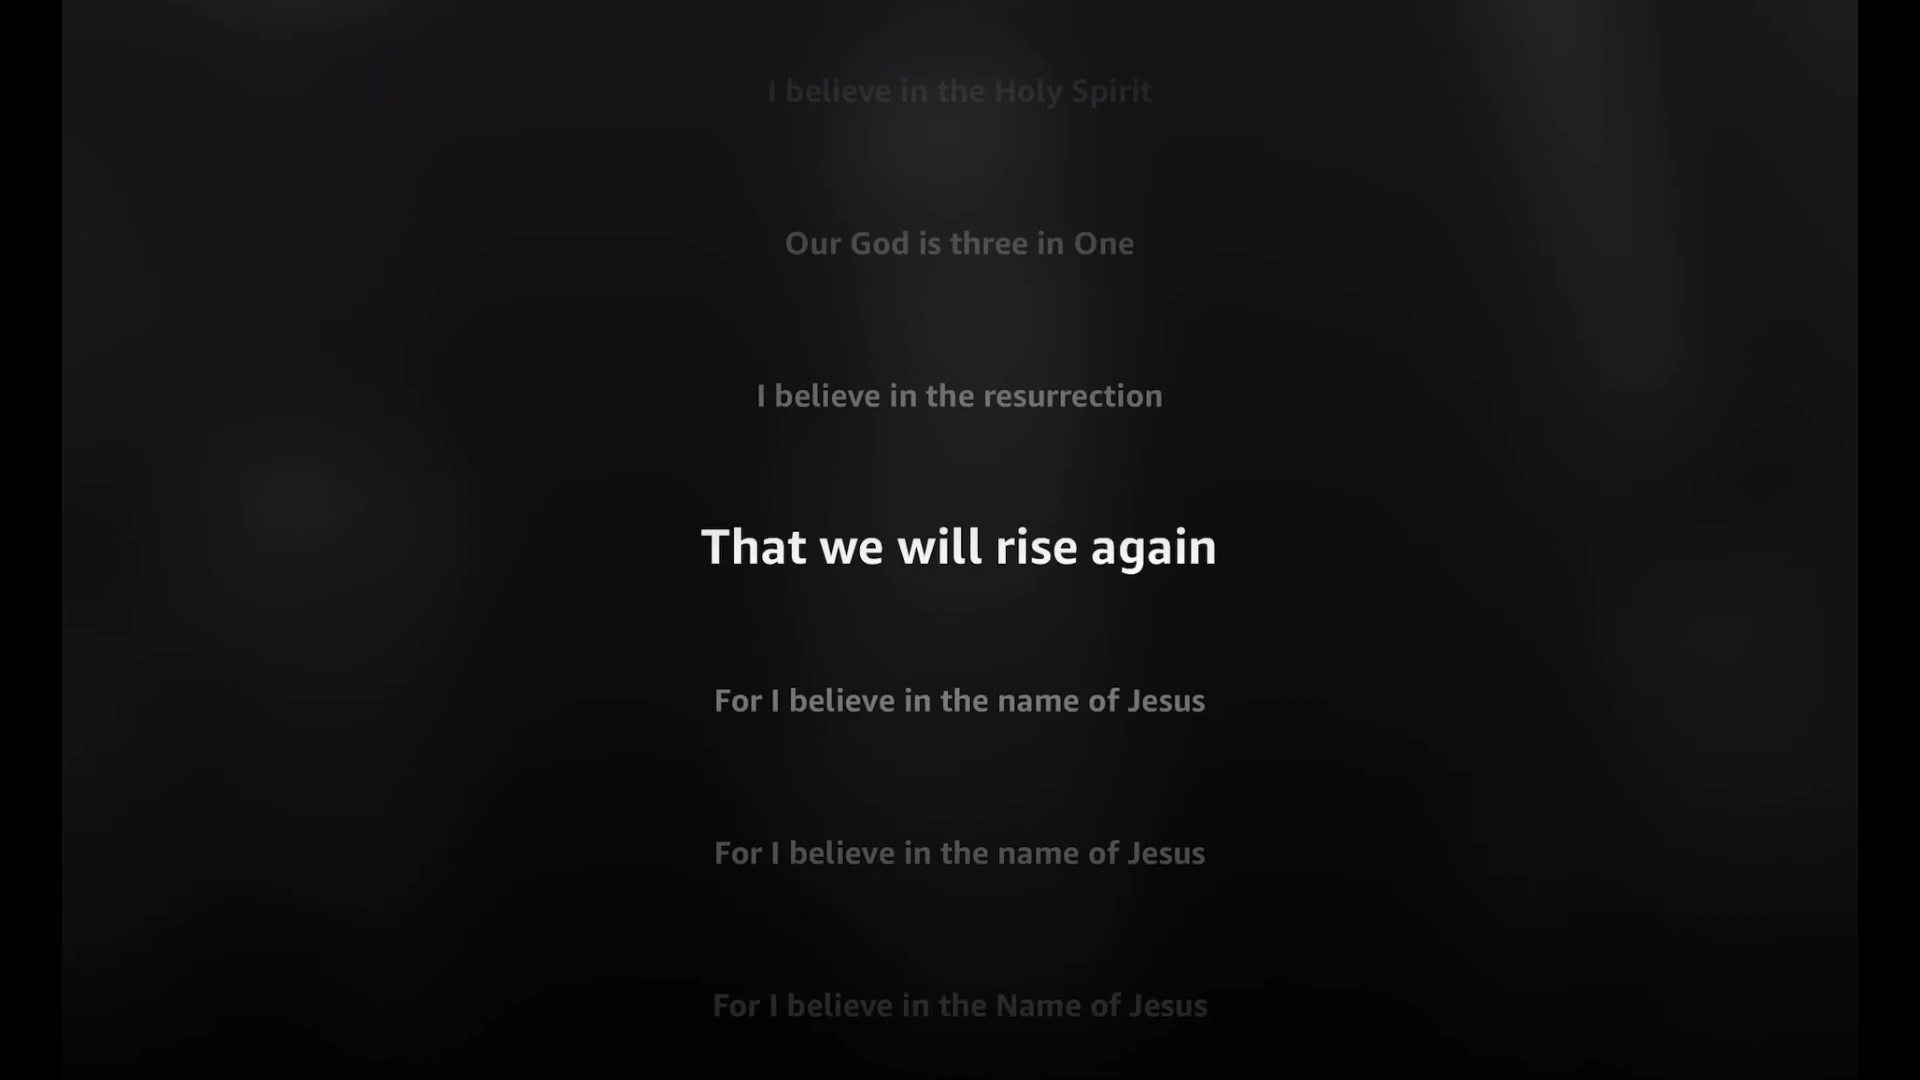 I believe in the Holy Spirit
Our God is three in One
I believe in the resurrection
That we will rise again
For I believe in the name of Jesus
For I believe in the name of Jesus
For I believe in the Name of Jesus